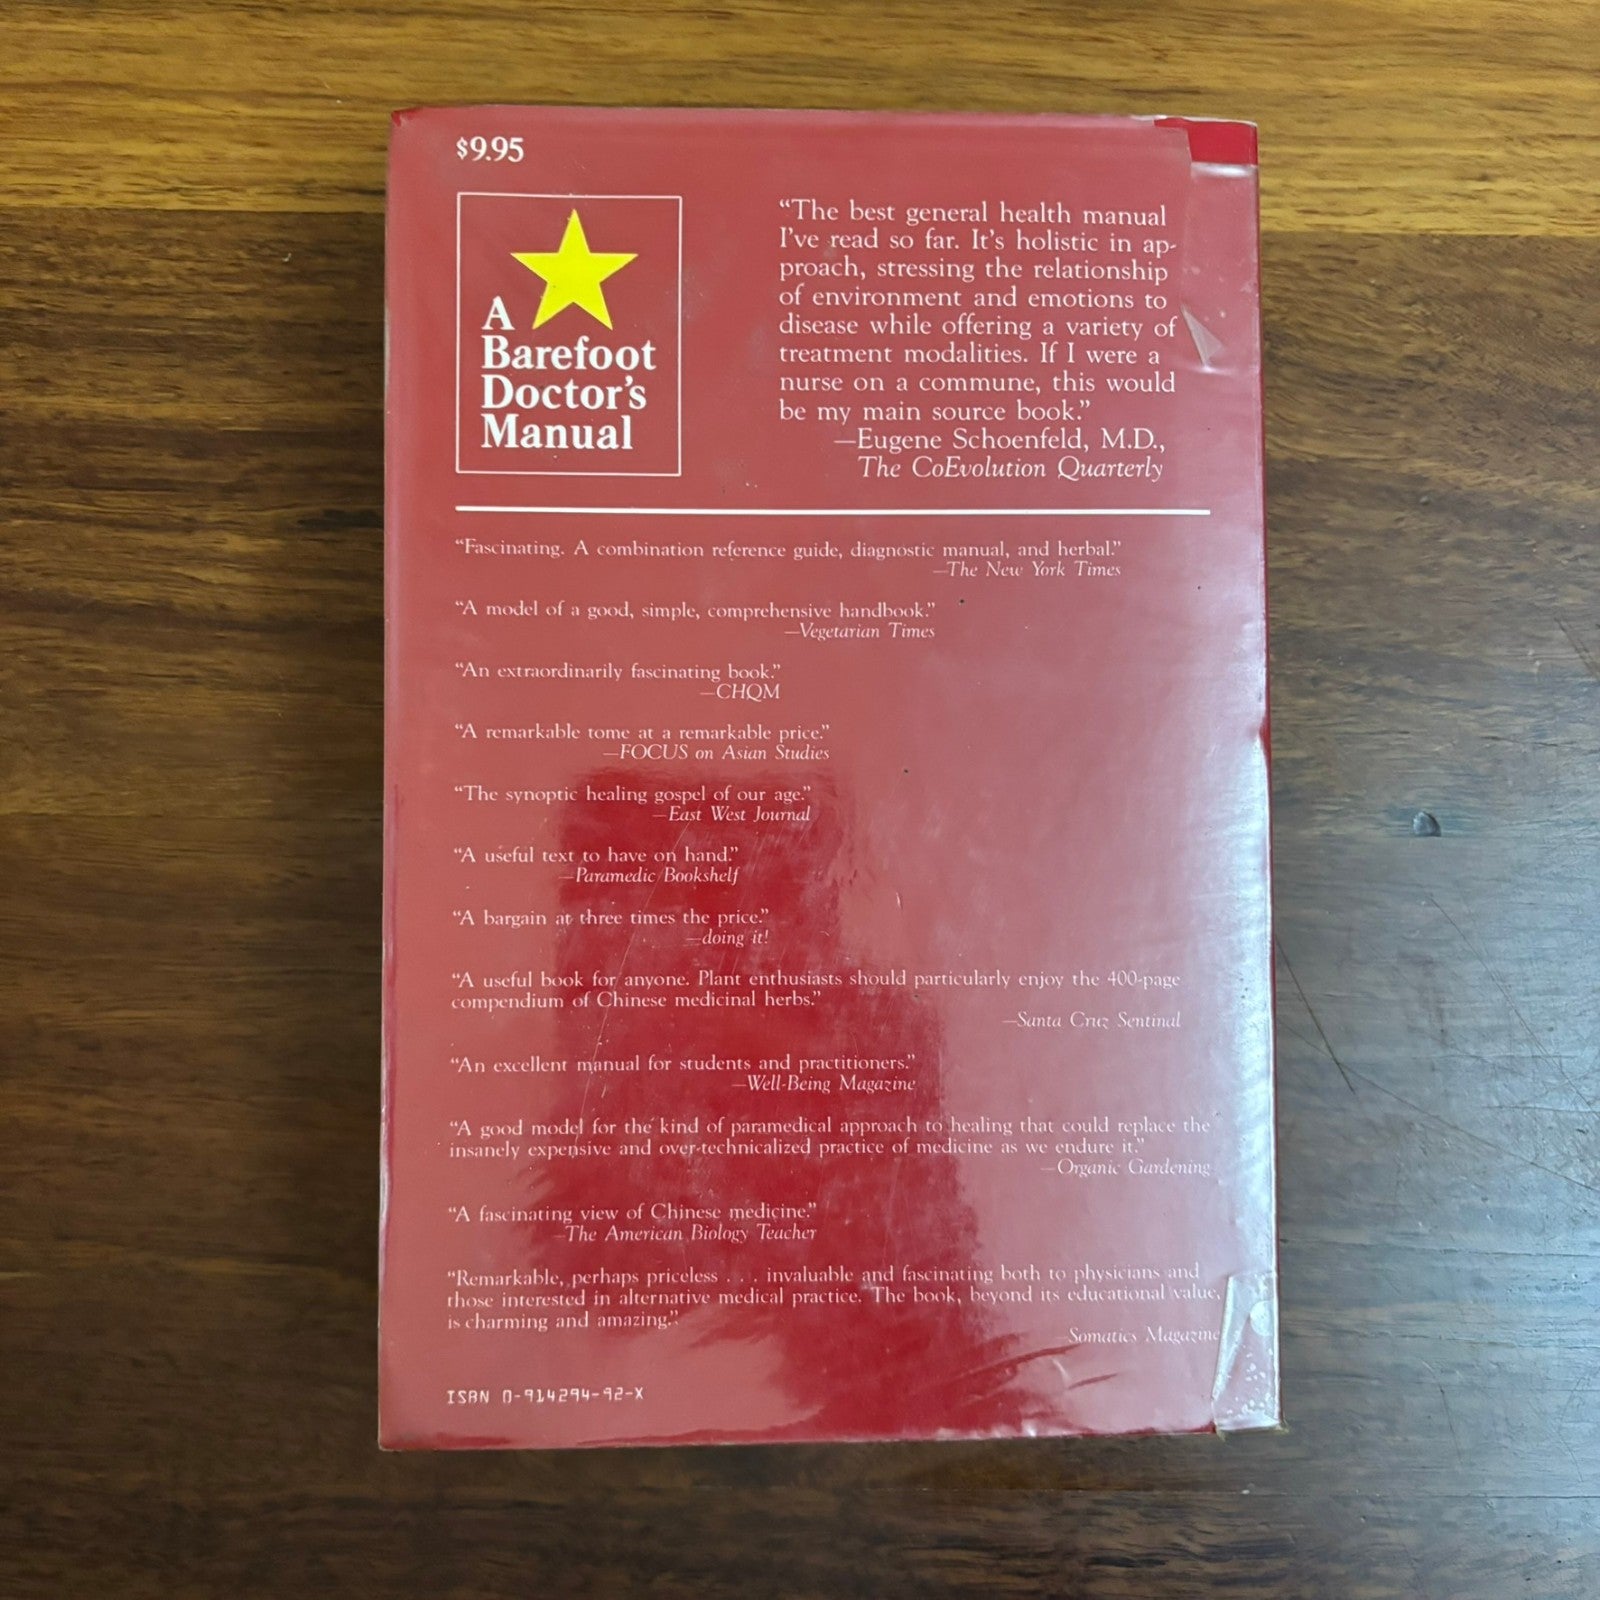 $9.95
A
Barefoot
Doctor's
Manual
“The best general health manual
I've read so far. It's holistic in ap-
proach, stressing the relationship
of environment and emotions to
disease while offering a variety of
treatment modalities. If I were a
nurse on a commune, this would
be my main source book.”
—Eugene Schoenfeld, M.D.,
The CoEvolution Quarterly
“Fascinating. A combination reference guide, diagnostic manual, and herbal.”
—The New York Times
“A model of a good, simple, comprehensive handbook.”
—Vegetarian Times
“An extraordinarily fascinating book.”
—CHQM
“A remarkable tome at a remarkable price.”
—FOCUS on Asian Studies
“The synoptic healing gospel of our age.”
—East West Journal
“A useful text to have on hand.”
—Paramedic Bookshelf
“A bargain at three times the price.”
—doing it!
“A useful book for anyone. Plant enthusiasts should particularly enjoy the 400-page
compendium of Chinese medicinal herbs.”
—Santa Cruz Sentinal
“An excellent manual for students and practitioners.”
—Well-Being Magazine
“A good model for the kind of paramedical approach to healing that could replace the
insanely expensive and over-technicalized practice of medicine as we endure it.”
—Organic Gardening
“A fascinating view of Chinese medicine.”
—The American Biology Teacher
“Remarkable, perhaps priceless . . . invaluable and fascinating both to physicians and
those interested in alternative medical practice. The book, beyond its educational value,
is charming and amazing.”
—Somatics Magazine
ISBN 0-914294-92-X